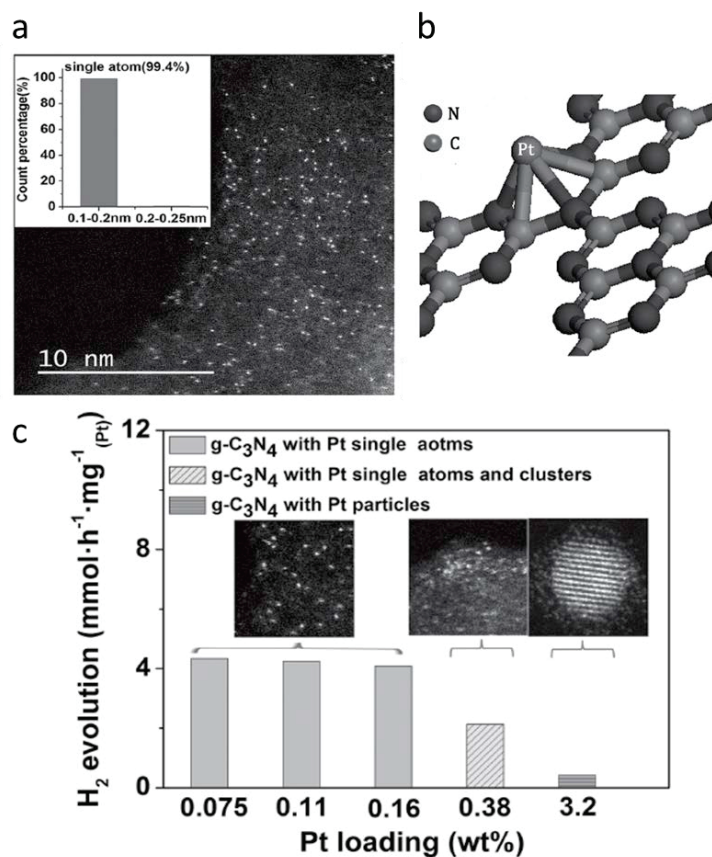 a
single atom(99.4%)
Count percentage(%)
100
80
60
40
20
0
0.1-0.2nm 0.2-0.25nm
10 nm
b
N
C
Pt
c
H2 evolution (mmol·h-1·mg-1(Pt))
12
8
4
0
g-C3N4 with Pt single aotms
g-C3N4 with Pt single atoms and clusters
g-C3N4 with Pt particles
0.075 0.11 0.16 0.38 3.2
Pt loading (wt%)